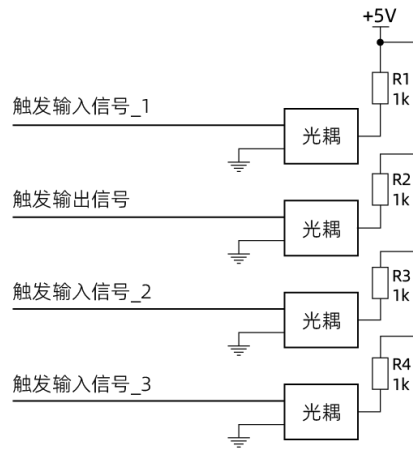 +5V
R1
1k
触发输入信号_1
光耦
R2
1k
触发输出信号
光耦
R3
1k
触发输入信号_2
光耦
R4
1k
触发输入信号_3
光耦